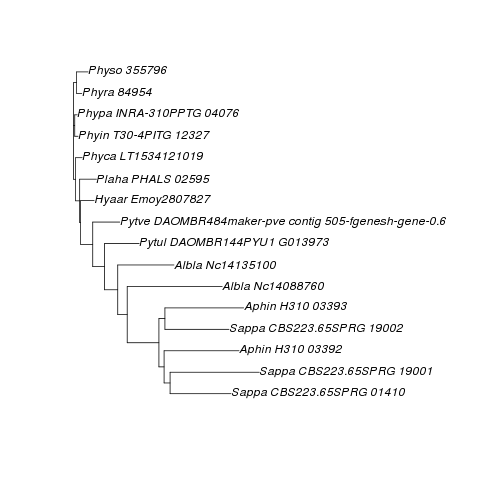 Physo 355796
Phyra 84954
Phypa INRA-310PPTG 04076
Phyin T30-4PITG 12327
Phyca LT1534121019
Plaha PHALS 02595
Hyaar Emoy2807827
Pytve DAOMBR484maker-pve contig 505-fgenesh-gene-0.6
Pytul DAOMBR144PYU1 G013973
Albla Nc14135100
Albla Nc14088760
Aphin H310 03393
Sappa CBS223.65SPRG 19002
Aphin H310 03392
Sappa CBS223.65SPRG 19001
Sappa CBS223.65SPRG 01410